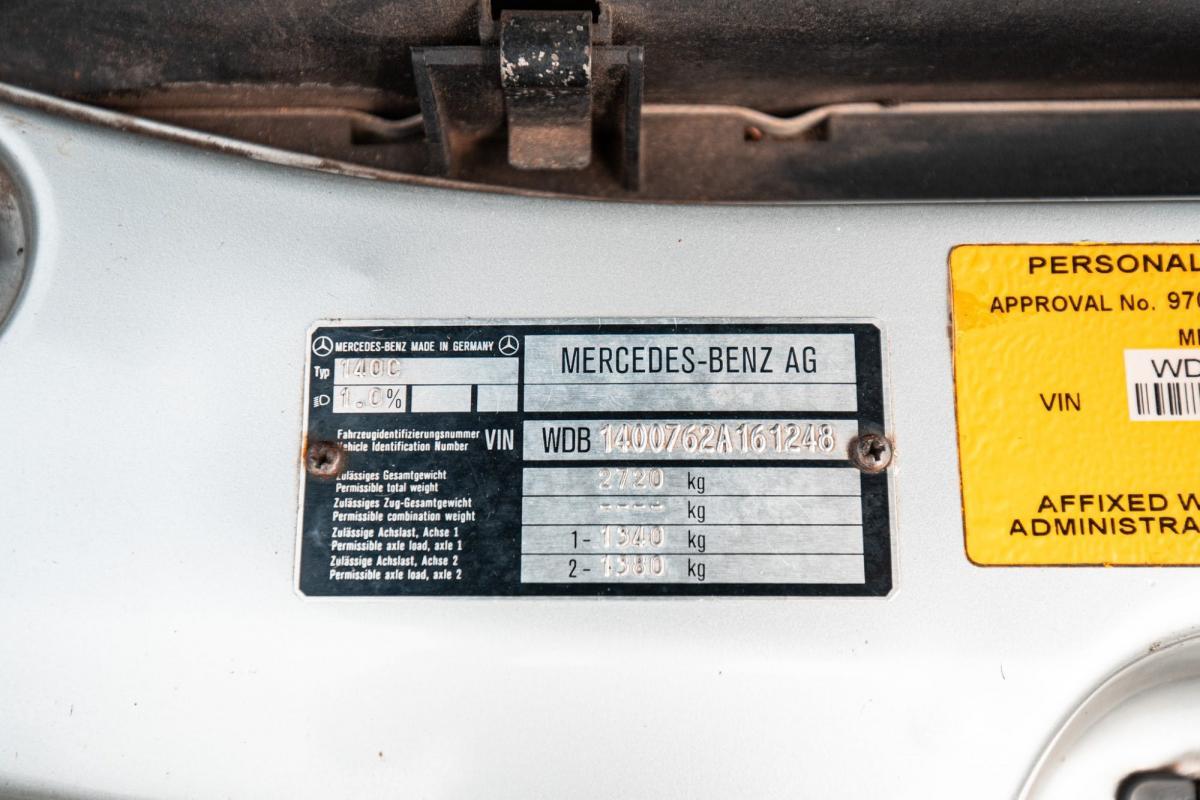 MERCEDES-BENZ MADE IN GERMANY
MERCEDES-BENZ AG
Typ 140C
1.0%
Fahrzeugidentifizierungsnummer
Vehicle Identification Number
VIN WDB 1400762A161248
Zulässiges Gesamtgewicht
Permissible total weight
2720 kg
Zulässiges Zug-Gesamtgewicht
Permissible combination weight
---- kg
Zulässige Achslast, Achse 1
Permissible axle load, axle 1
1- 1340 kg
Zulässige Achslast, Achse 2
Permissible axle load, axle 2
2- 1380 kg
PERSONAL
APPROVAL No. 970
VIN
WD
AFFIXED W
ADMINISTRA